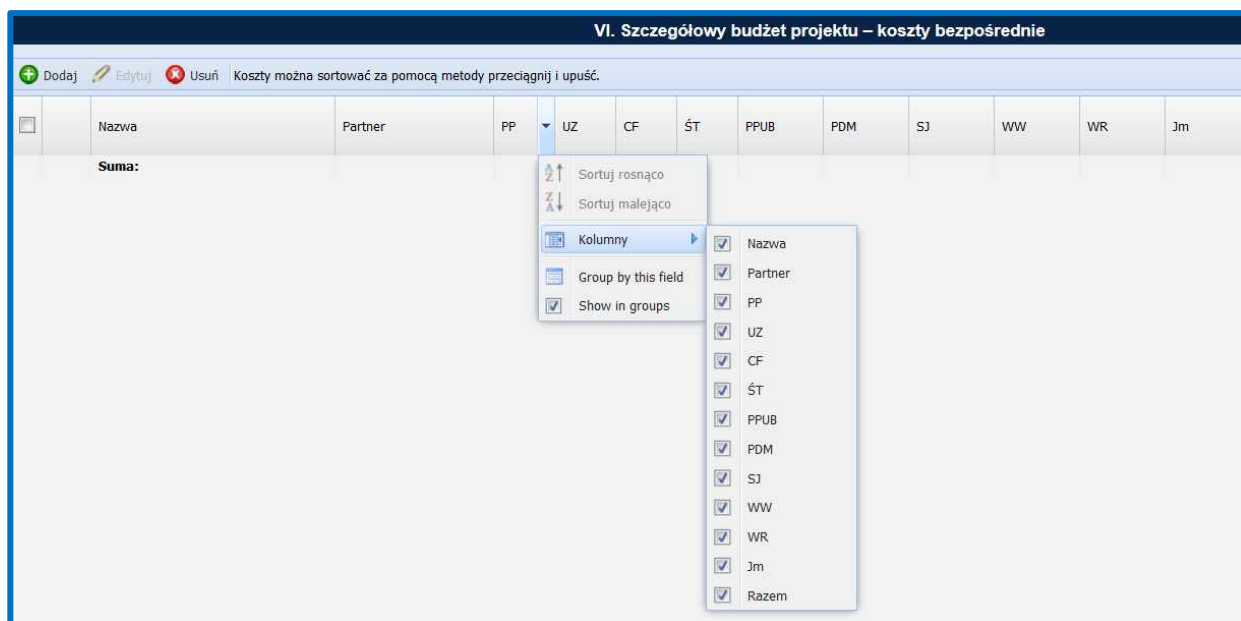 VI. Szczegółowy budżet projektu – koszty bezpośrednie
Dodaj Edytuj Usuń Koszty można sortować za pomocą metody przeciągnij i upuść.
Nazwa Partner PP UZ CF ŚT PPUB PDM SJ WW WR Jm
Suma:
Sortuj rosnąco
Sortuj malejąco
Kolumny
Group by this field
Show in groups
Nazwa
Partner
PP
UZ
CF
ŚT
PPUB
PDM
SJ
WW
WR
Jm
Razem